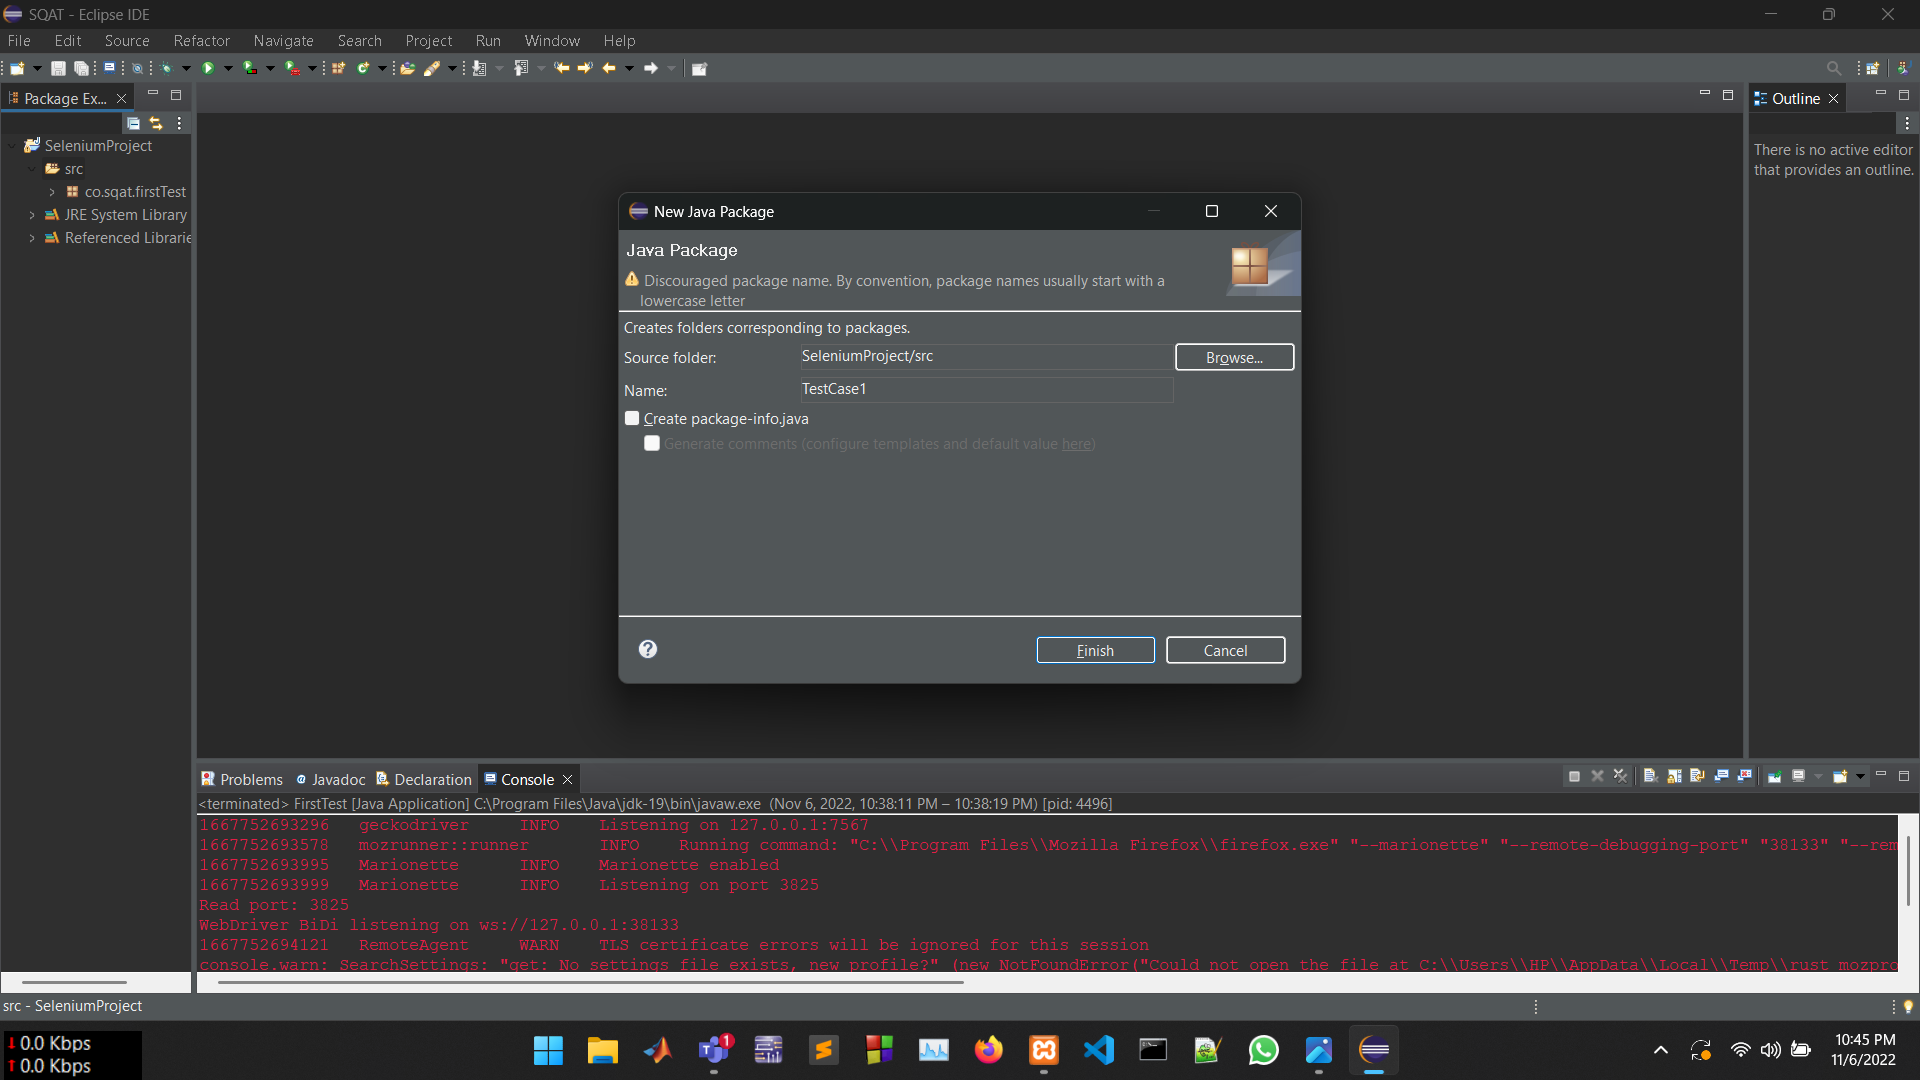 SQAT - Eclipse IDE
File Edit Source Refactor Navigate Search Project Run Window Help
Package Ex...
Outline
SeleniumProject
src
co.sqat.firstTest
JRE System Library
Referenced Librarie
There is no active editor
that provides an outline.
New Java Package
Java Package
Discouraged package name. By convention, package names usually start with a
lowercase letter
Creates folders corresponding to packages.
Source folder: SeleniumProject/src Browse...
Name: TestCase1
Create package-info.java
Generate comments (configure templates and default value here)
? Finish Cancel
Problems @ Javadoc Declaration Console
<terminated> FirstTest [Java Application] C:\Program Files\Java\jdk-19\bin\javaw.exe (Nov 6, 2022, 10:38:11 PM – 10:38:19 PM) [pid: 4496]
1667752693296 geckodriver INFO Listening on 127.0.0.1:7567
1667752693578 mozrunner::runner INFO Running command: "C:\\Program Files\\Mozilla Firefox\\firefox.exe" "--marionette" "--remote-debugging-port" "38133" "--rem
1667752693995 Marionette INFO Marionette enabled
1667752693999 Marionette INFO Listening on port 3825
Read port: 3825
WebDriver BiDi listening on ws://127.0.0.1:38133
1667752694121 RemoteAgent WARN TLS certificate errors will be ignored for this session
console.warn: SearchSettings: "get: No settings file exists, new profile?" (new NotFoundError("Could not open the file at C:\\Users\\HP\\AppData\\Local\\Temp\\rust_mozpro
src - SeleniumProject
0.0 Kbps
0.0 Kbps
1
10:45 PM
11/6/2022